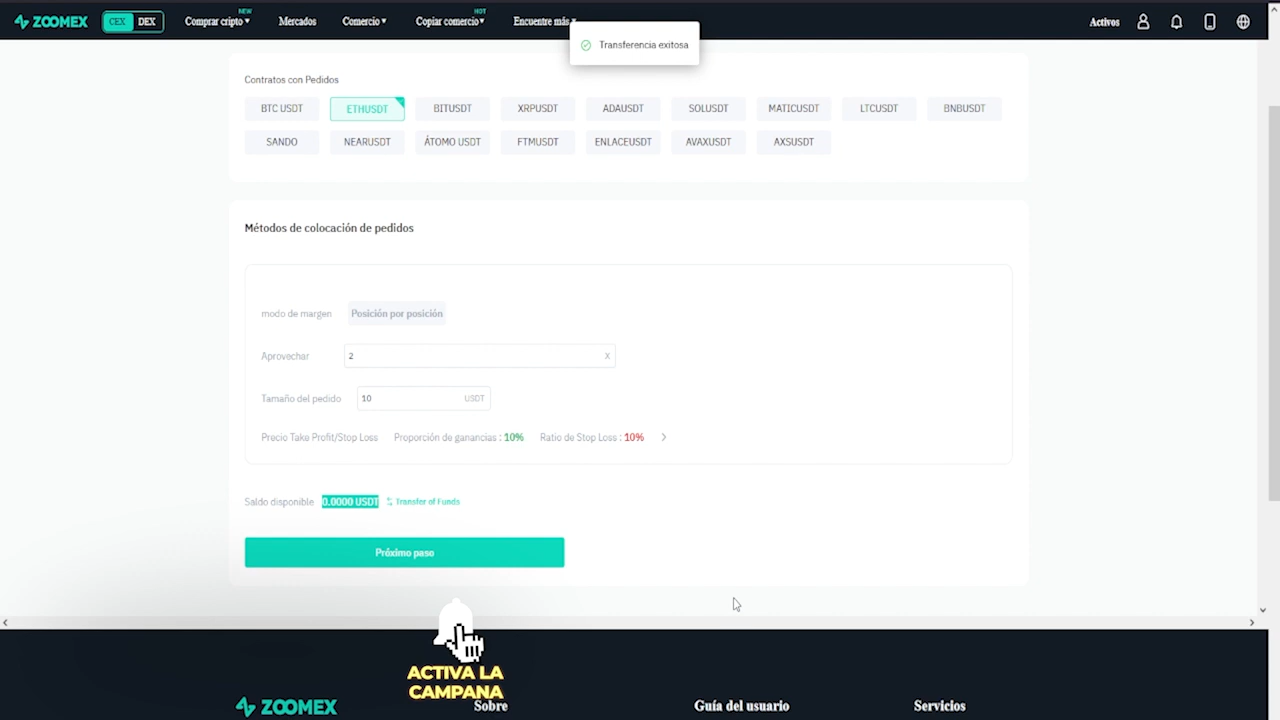 ZOOMEX CEX DEX Comprar cripto NEW Mercados Comercio Copiar comercio HOT Encuentre más Activos
Transferencia exitosa
Contratos con Pedidos
BTC USDT ETHUSDT BITUSDT XRPUSDT ADAUSDT SOLUSDT MATICUSDT LTCUSDT BNBUSDT
SANDO NEARUSDT ÁTOMO USDT FTMUSDT ENLACEUSDT AVAXUSDT AXSUSDT
Métodos de colocación de pedidos
modo de margen Posición por posición
Aprovechar 2 X
Tamaño del pedido 10 USDT
Precio Take Profit/Stop Loss Proporción de ganancias : 10% Ratio de Stop Loss : 10%
Saldo disponible 0.0000 USDT Transfer of Funds
Próximo paso
ACTIVA LA
CAMPANA
ZOOMEX Sobre Guía del usuario Servicios